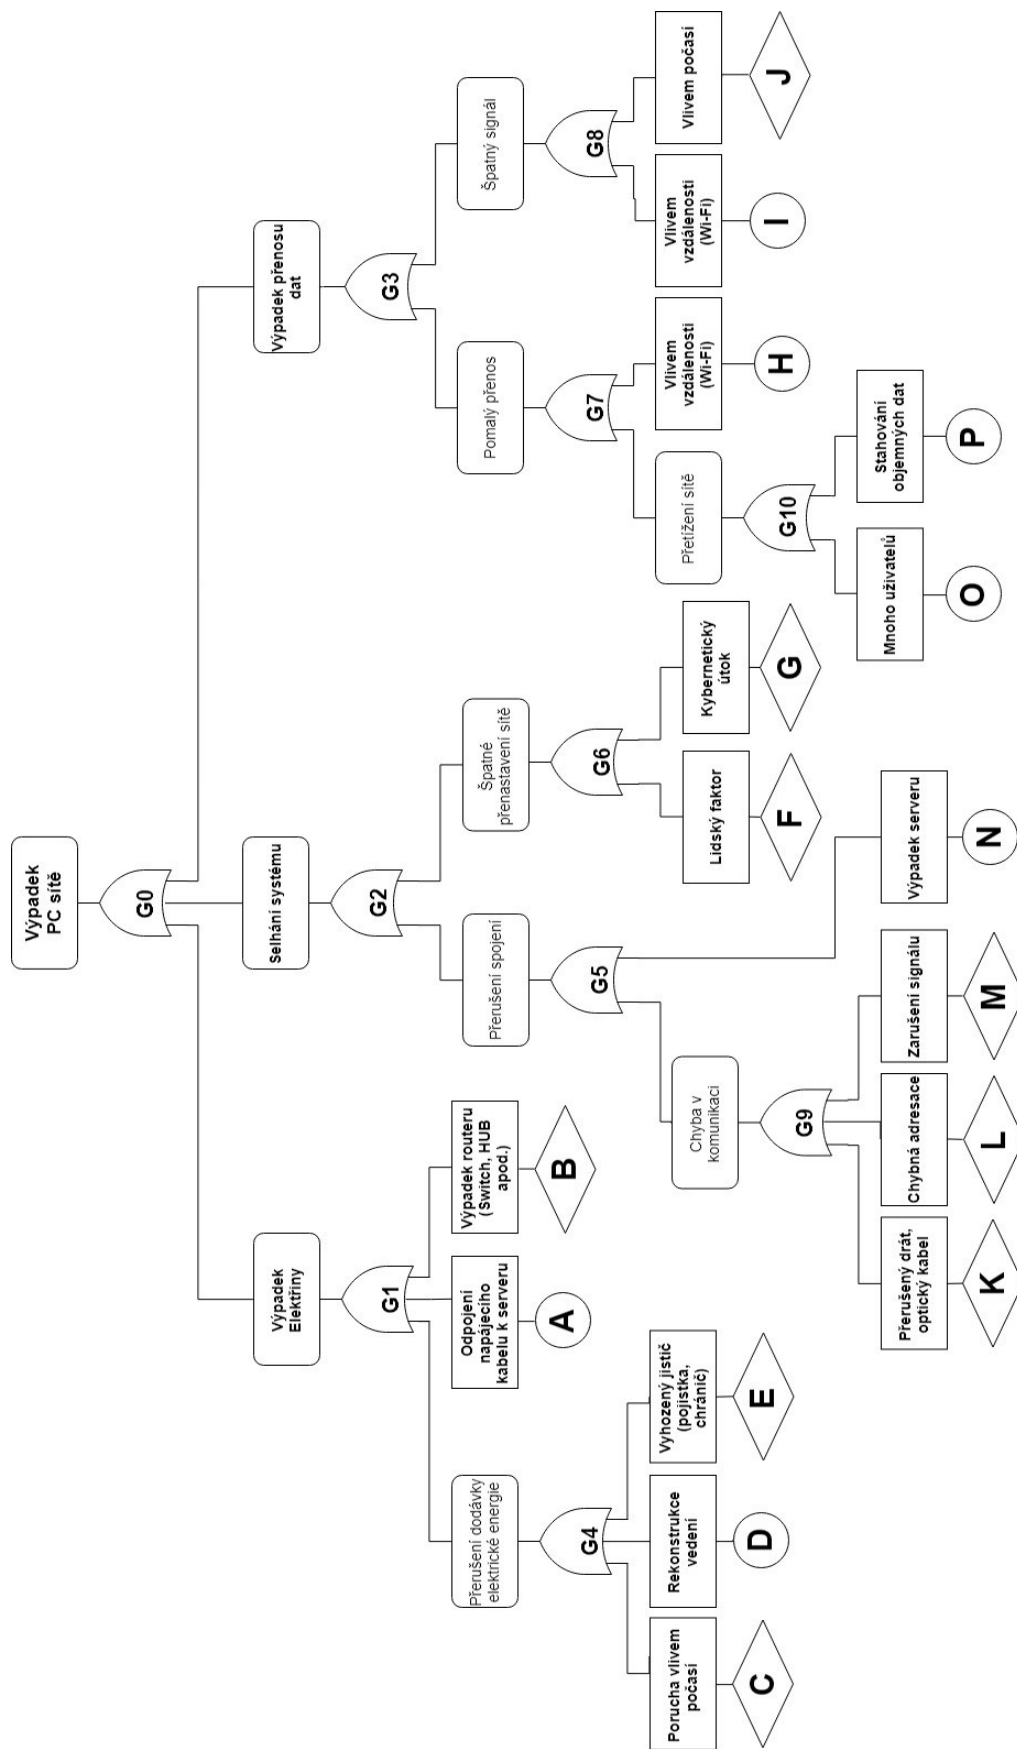 Výpadek
PC sítě
G0
Výpadek
Elektřiny
Selhání systému
Výpadek přenosu
dat
G1
G2
G3
Přerušení dodávky
elektrické energie
Odpojení
napájecího
kabelu k serveru
Výpadek routeru
(Switch, HUB
apod.)
Přerušení spojení
Špatné
přenastavení sítě
Pomalý přenos
Špatný signál
A
B
G4
G5
G6
G7
G8
Porucha vlivem
počasí
Rekonstrukce
vedení
Vyhozený jistič
(pojistka,
chránič)
Chyba v
komunikaci
Lidský faktor
Kybernetický
útok
Přetížení sítě
Vlivem
vzdálenosti
(Wi-Fi)
Vlivem
vzdálenosti
(Wi-Fi)
Vlivem počasí
C
D
E
G9
F
G
G10
H
I
J
Přerušený drát,
optický kabel
Chybná adresace
Zarušení signálu
Výpadek serveru
Mnoho uživatelů
Stahování
objemných dat
K
L
M
N
O
P